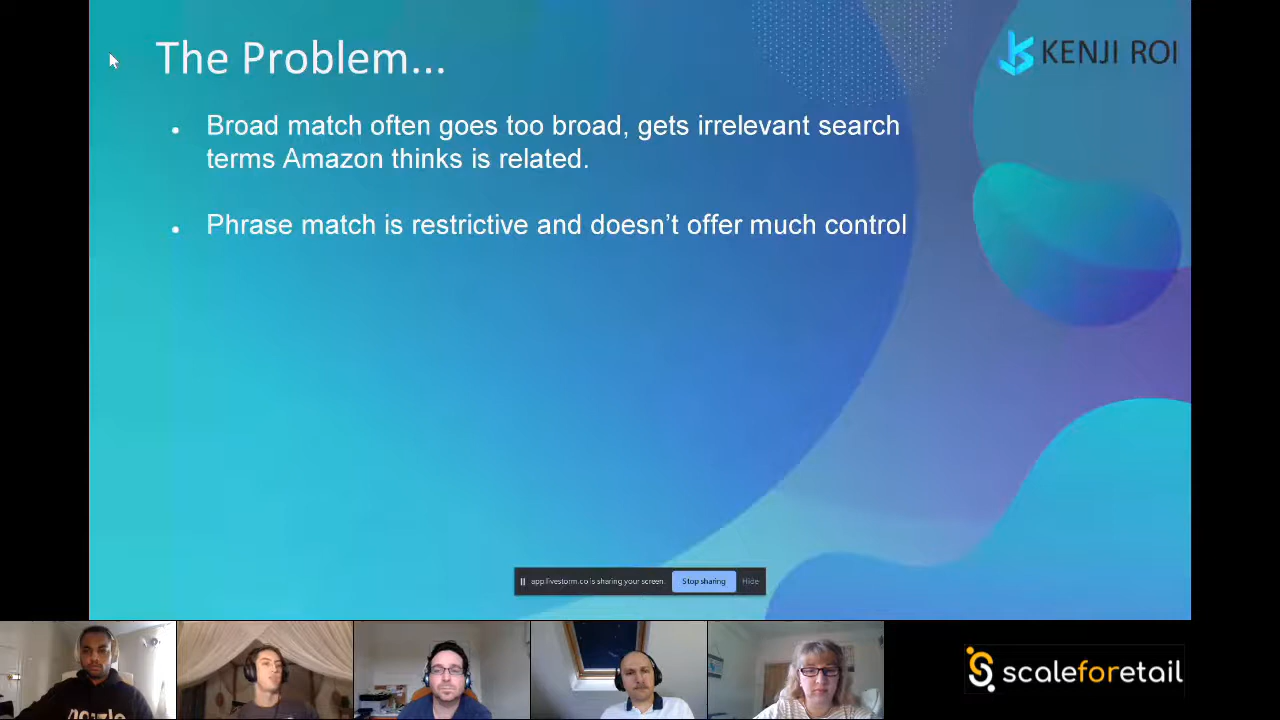 The Problem...
KENJI ROI
Broad match often goes too broad, gets irrelevant search
terms Amazon thinks is related.
Phrase match is restrictive and doesn't offer much control
app.livestorm.co is sharing your screen. Stop sharing Hide
scaleforetail